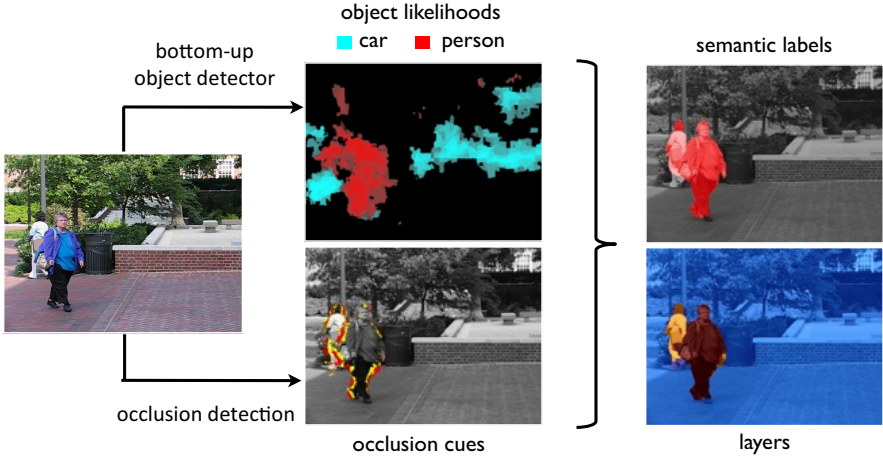 object likelihoods
car person
bottom-up
object detector
semantic labels
occlusion detection
occlusion cues
layers